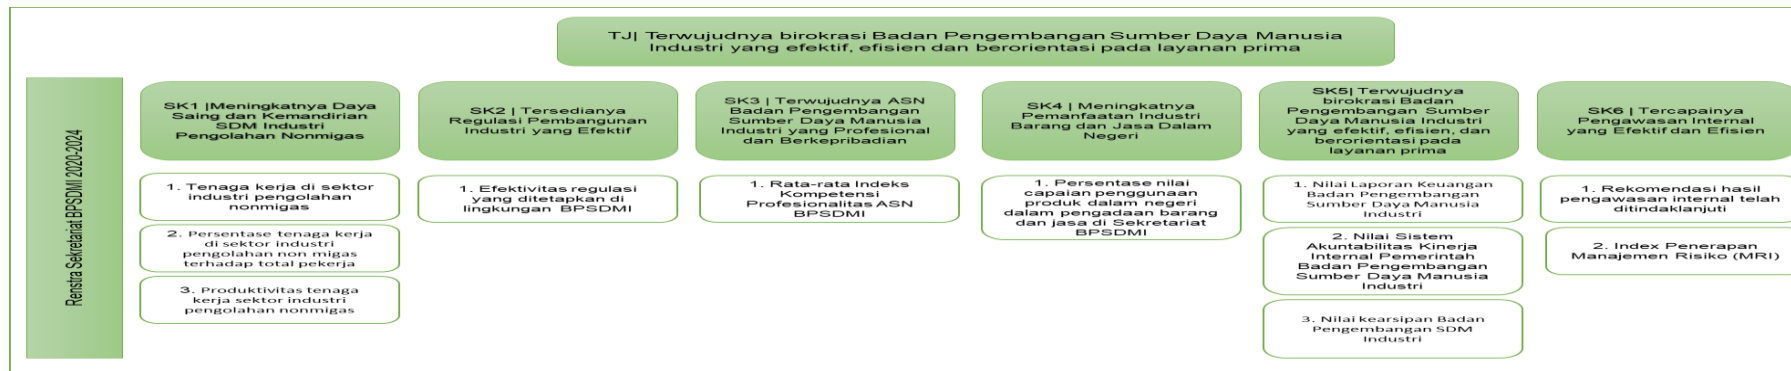 TJ| Terwujudnya birokrasi Badan Pengembangan Sumber Daya Manusia
Industri yang efektif, efisien dan berorientasi pada layanan prima
Renstra Sekretariat BPSDMI 2020-2024
SK1 |Meningkatnya Daya
Saing dan Kemandirian
SDM Industri
Pengolahan Nonmigas
1. Tenaga kerja di sektor
industri pengolahan
nonmigas
2. Persentase tenaga kerja
di sektor industri
pengolahan non migas
terhadap total pekerja
3. Produktivitas tenaga
kerja sektor industri
pengolahan nonmigas
SK2 | Tersedianya
Regulasi Pembangunan
Industri yang Efektif
1. Efektivitas regulasi
yang ditetapkan di
lingkungan BPSDMI
SK3 | Terwujudnya ASN
Badan Pengembangan
Sumber Daya Manusia
Industri yang Profesional
dan Berkepribadian
1. Rata-rata Indeks
Kompetensi
Profesionalitas ASN
BPSDMI
SK4 | Meningkatnya
Pemanfaatan Industri
Barang dan Jasa Dalam
Negeri
1. Persentase nilai
capaian penggunaan
produk dalam negeri
dalam pengadaan barang
dan jasa di Sekretariat
BPSDMI
SK5| Terwujudnya
birokrasi Badan
Pengembangan Sumber
Daya Manusia Industri
yang efektif, efisien, dan
berorientasi pada
layanan prima
1. Nilai Laporan Keuangan
Badan Pengembangan
Sumber Daya Manusia
Industri
2. Nilai Sistem
Akuntabilitas Kinerja
Internal Pemerintah
Badan Pengembangan
Sumber Daya Manusia
Industri
3. Nilai kearsipan Badan
Pengembangan SDM
Industri
SK6 | Tercapainya
Pengawasan Internal
yang Efektif dan Efisien
1. Rekomendasi hasil
pengawasan internal telah
ditindaklanjuti
2. Index Penerapan
Manajemen Risiko (MRI)